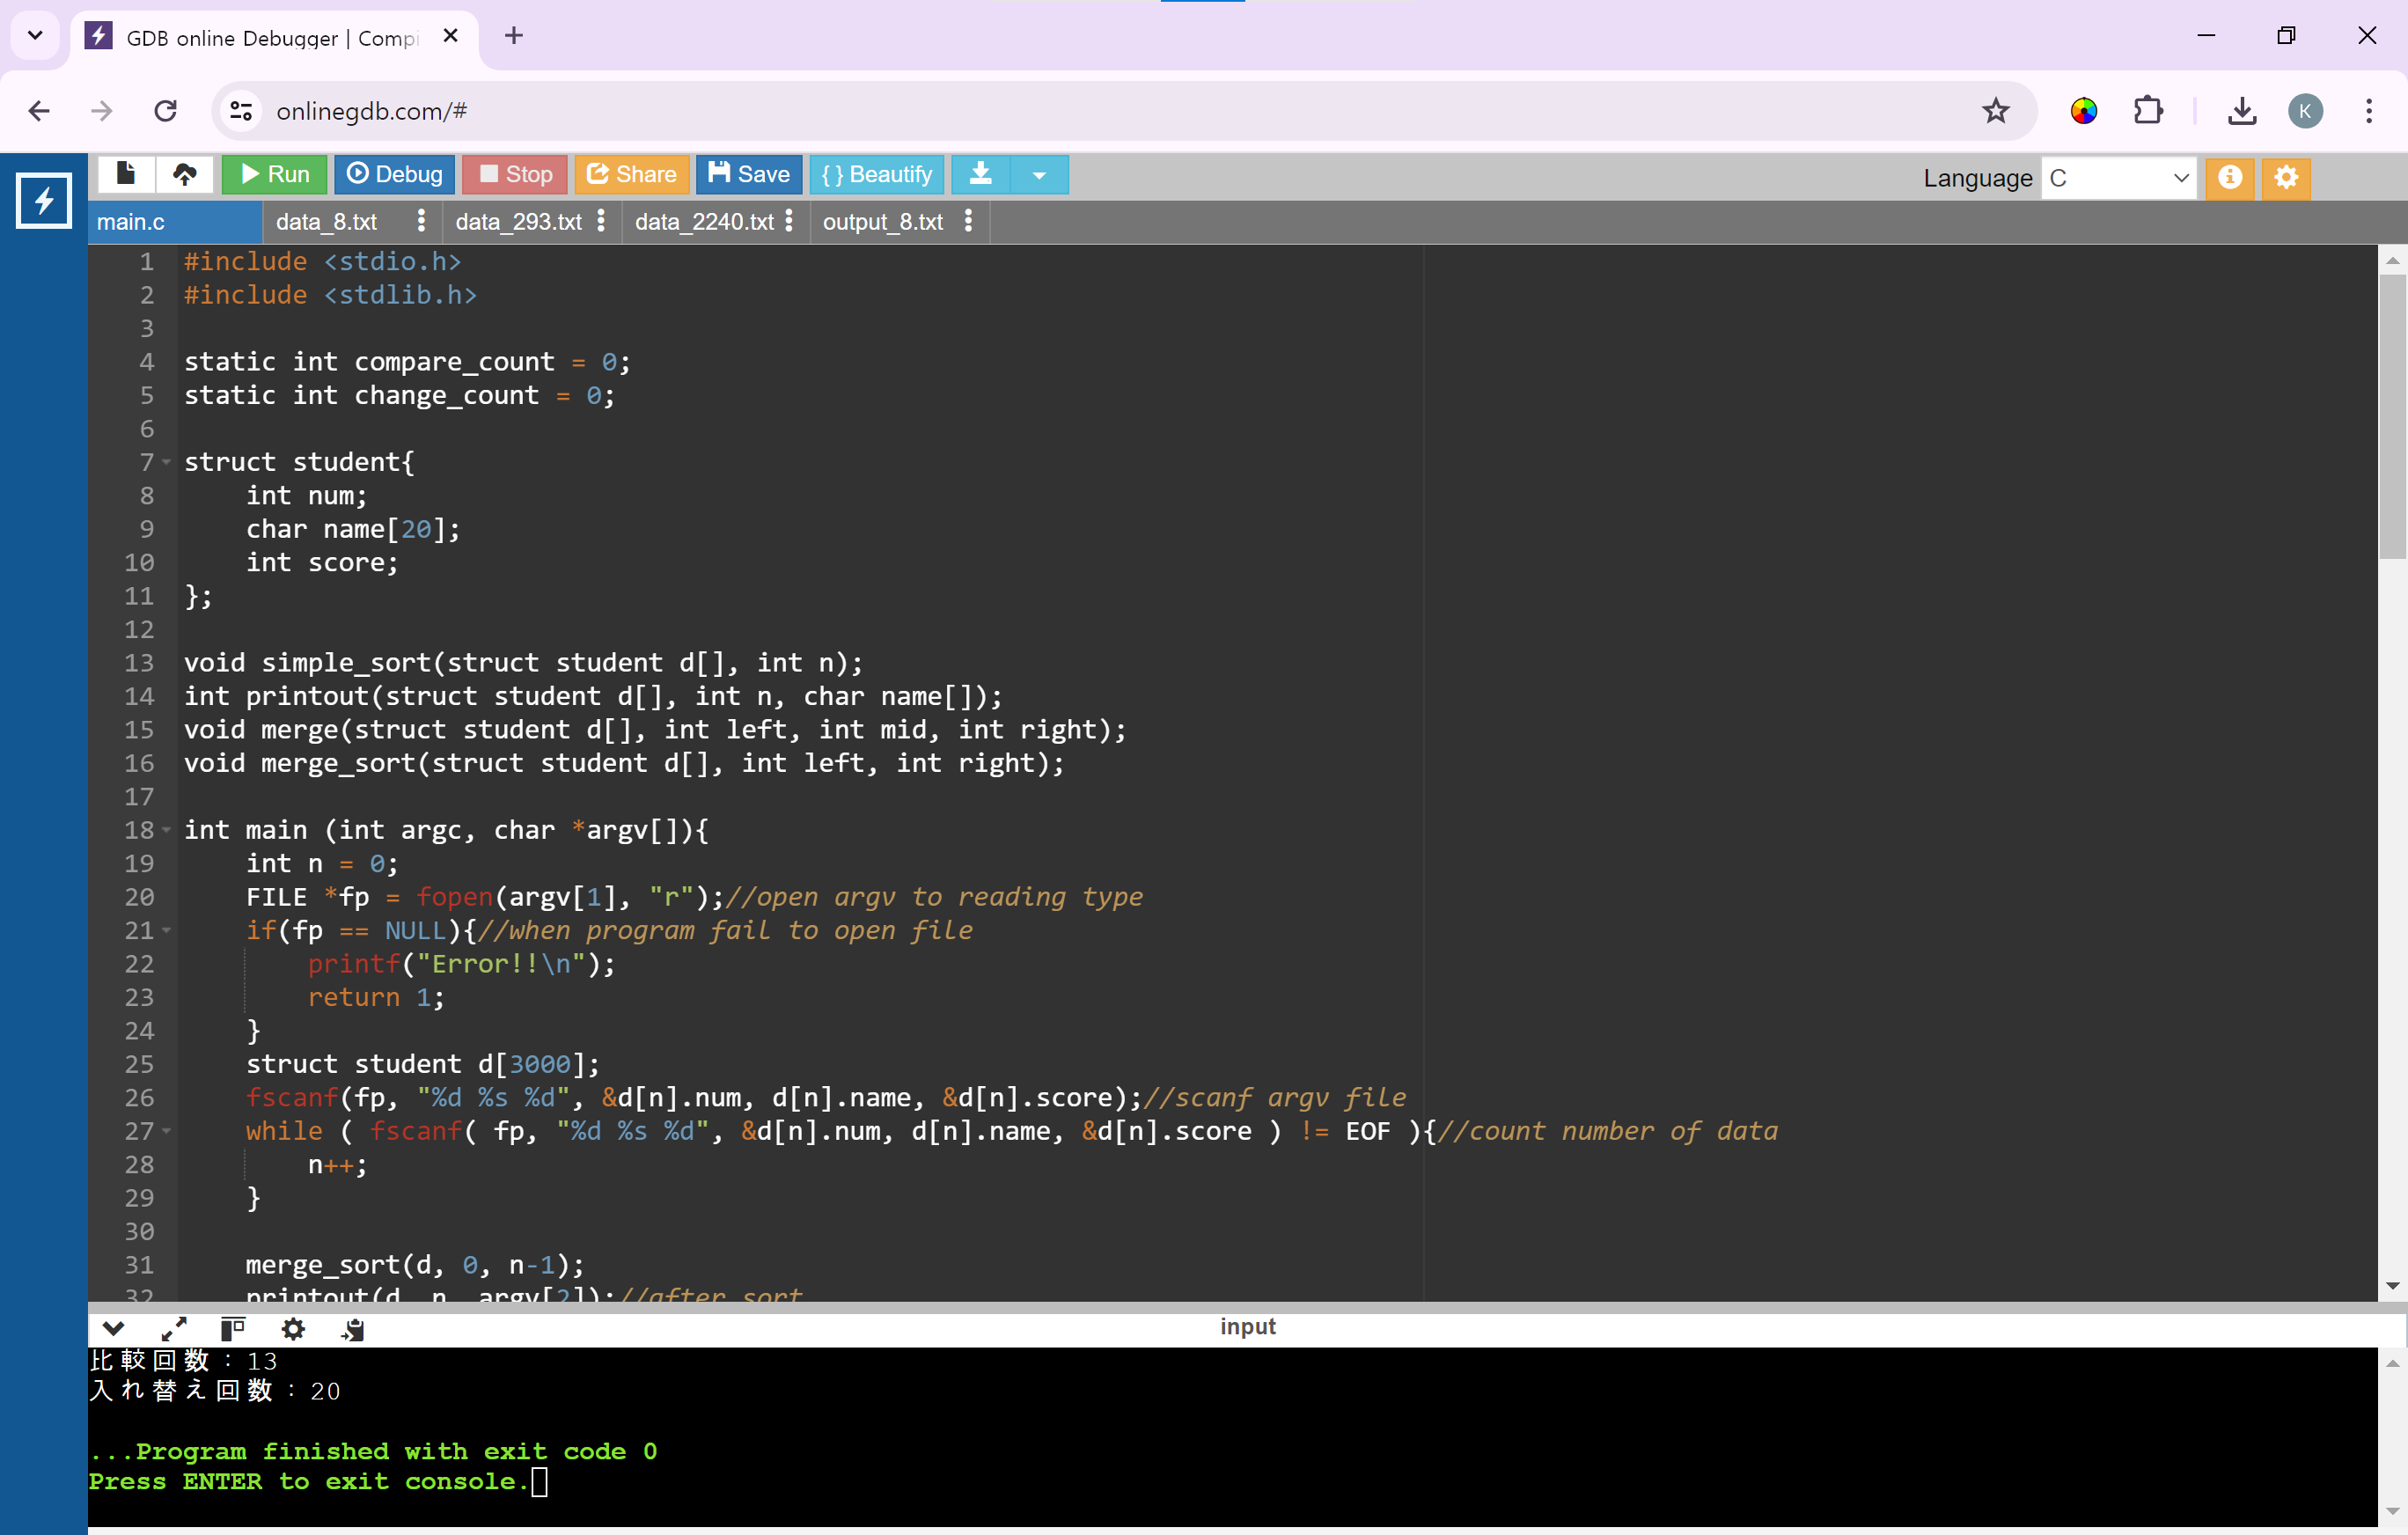 GDB online Debugger | Compi
onlinegdb.com/#
K
Run Debug Stop Share Save { } Beautify Language C
main.c data_8.txt data_293.txt data_2240.txt output_8.txt
1 #include <stdio.h>
2 #include <stdlib.h>
3
4 static int compare_count = 0;
5 static int change_count = 0;
6
7 struct student{
8 int num;
9 char name[20];
10 int score;
11 };
12
13 void simple_sort(struct student d[], int n);
14 int printout(struct student d[], int n, char name[]);
15 void merge(struct student d[], int left, int mid, int right);
16 void merge_sort(struct student d[], int left, int right);
17
18 int main (int argc, char *argv[]){
19 int n = 0;
20 FILE *fp = fopen(argv[1], "r");//open argv to reading type
21 if(fp == NULL){//when program fail to open file
22 printf("Error!!\n");
23 return 1;
24 }
25 struct student d[3000];
26 fscanf(fp, "%d %s %d", &d[n].num, d[n].name, &d[n].score);//scanf argv file
27 while ( fscanf( fp, "%d %s %d", &d[n].num, d[n].name, &d[n].score ) != EOF ){//count number of data
28 n++;
29 }
30
31 merge_sort(d, 0, n-1);
32 printout(d, n, argv[2]);//after sort
input
比較回数：13
入れ替え回数：20
...Program finished with exit code 0
Press ENTER to exit console.